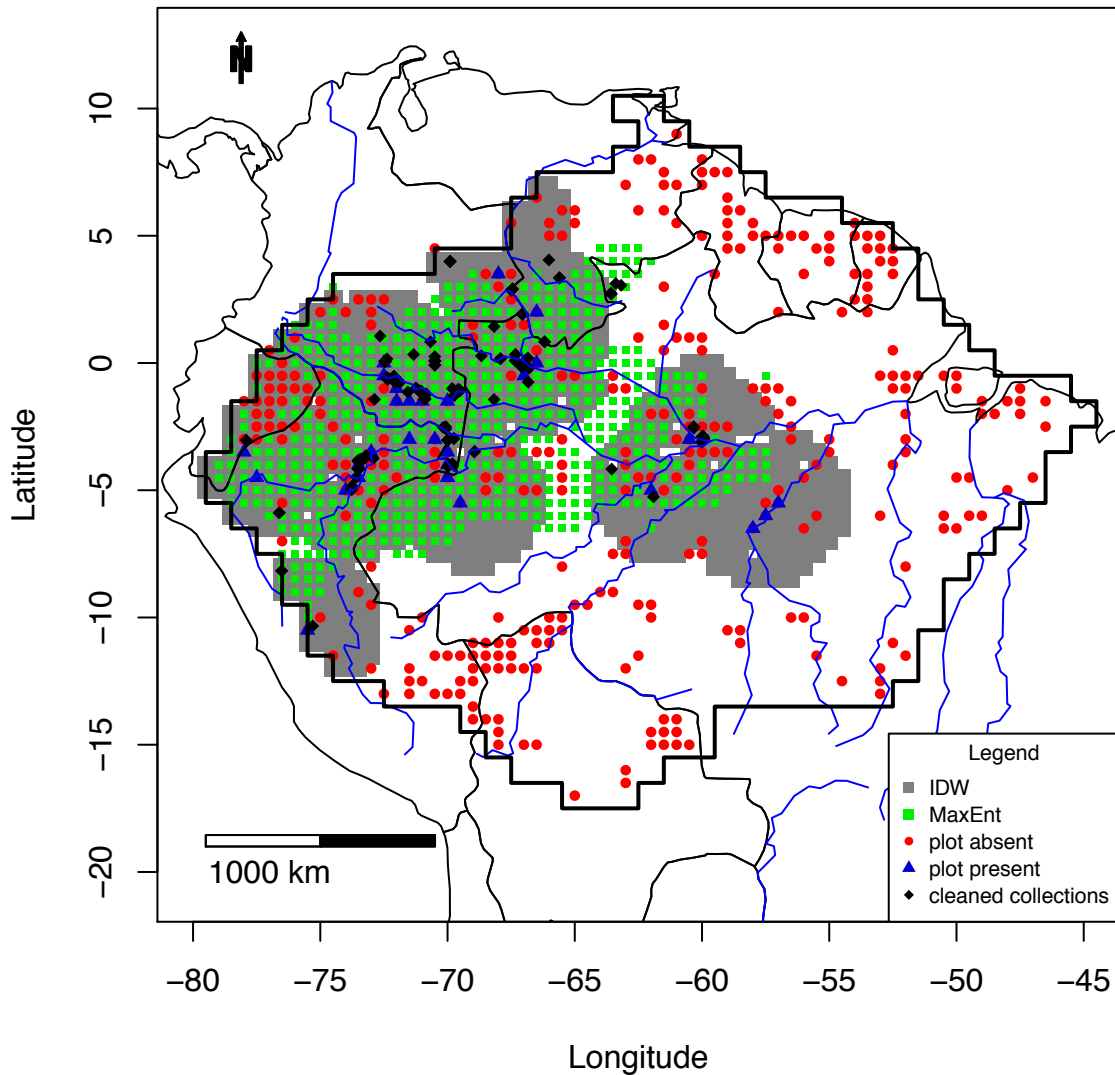 N
10
5
0
−5
−10
−15
−20
Latitude
1000 km
Legend
IDW
MaxEnt
plot absent
plot present
cleaned collections
−80 −75 −70 −65 −60 −55 −50 −45
Longitude